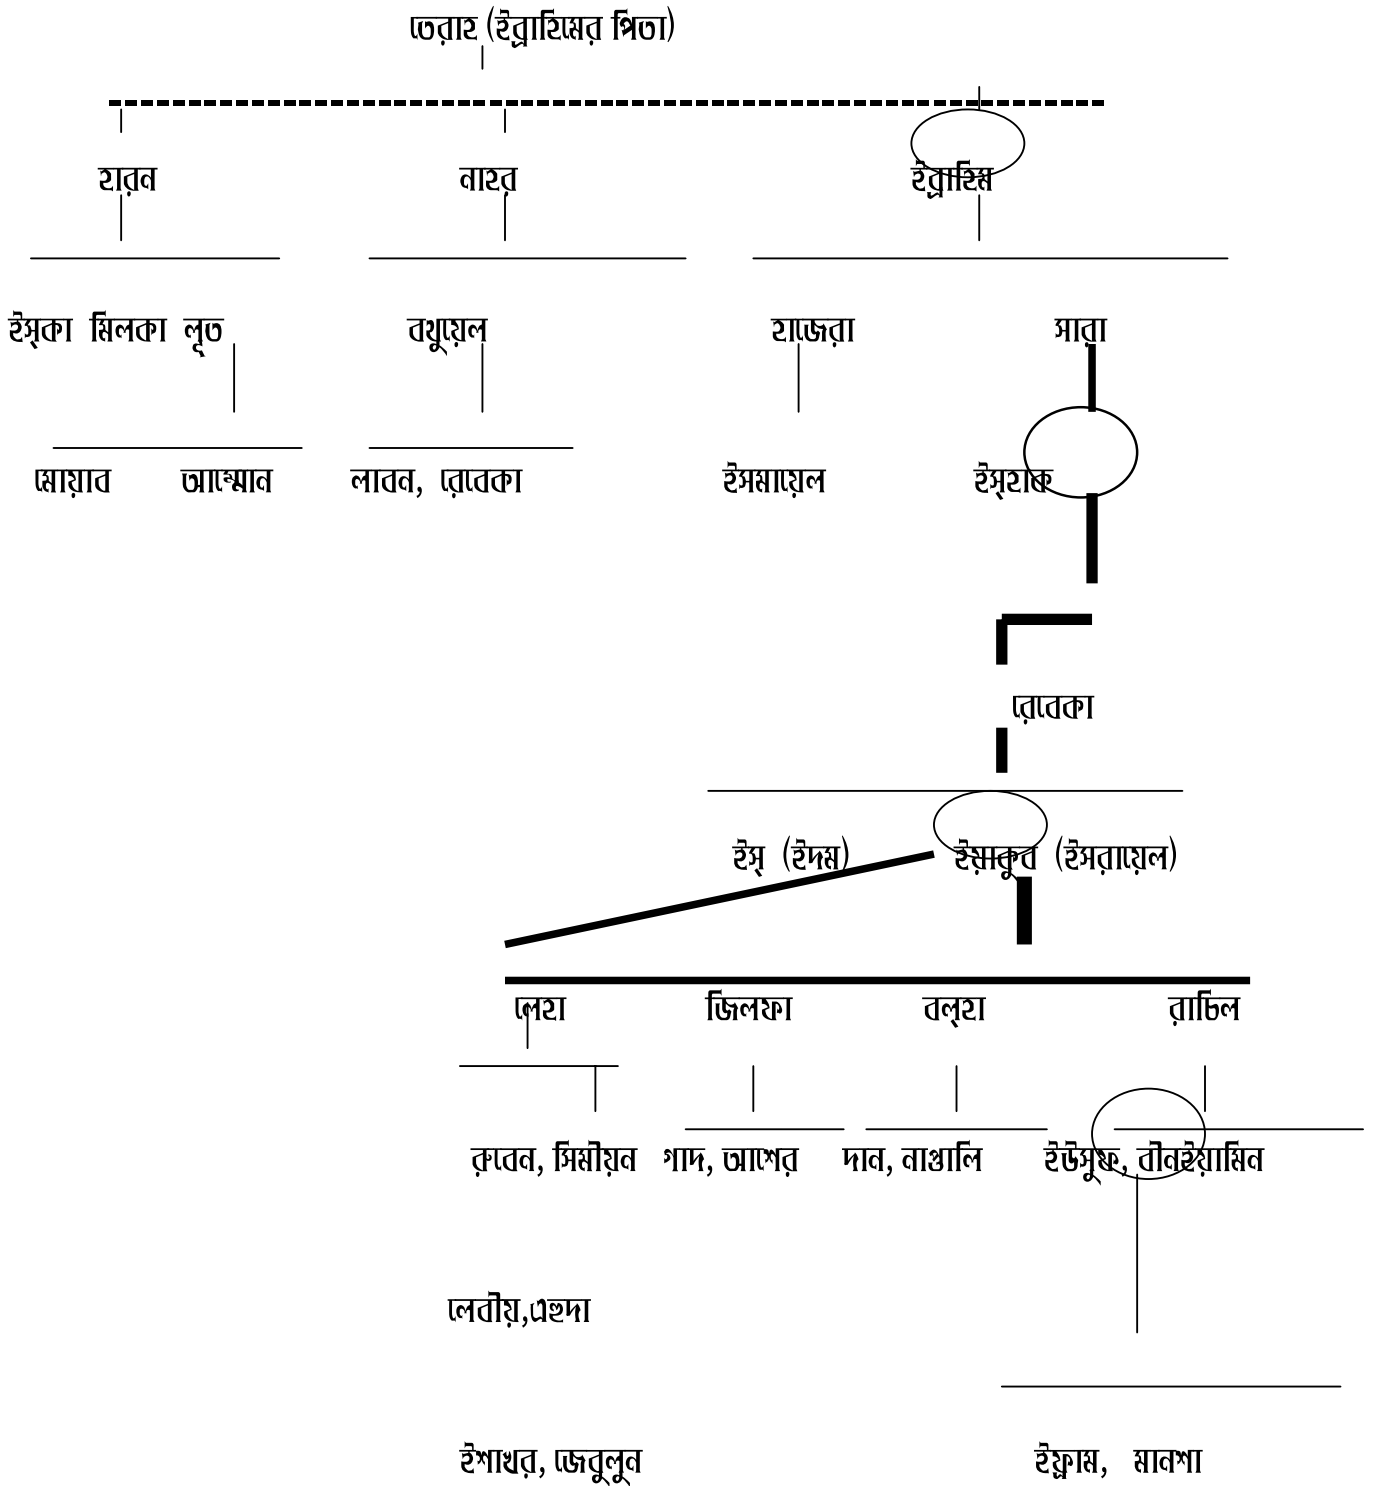 তেরাহ (ইব্রাহিমের পিতা)
হারন নাহর ইব্রাহিম
ইস্কা মিলকা লূত বথুয়েল হাজেরা সারা
মোয়াব আম্মোন লাবন, রেবেকা ইসমায়েল ইস্হাক
রেবেকা
ইস্ (ইদম) ইয়াকুব (ইসরায়েল)
লেহা জিলফা বল্হা রাচিল
রুবেন, সিমীয়ন গাদ, আশের দান, নাপ্তালি ইউসুফ, বীনইয়ামিন
লেবীয়,এহুদা
ইশাখর, জেবুলুন ইফ্রাম, মানশা